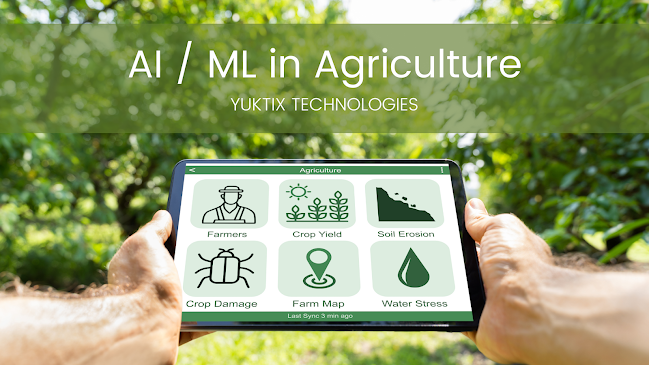 AI / ML in Agriculture
YUKTIX TECHNOLOGIES
Agriculture
Farmers
Crop Yield
Soil Erosion
Crop Damage
Farm Map
Water Stress
Last Sync 3 min ago